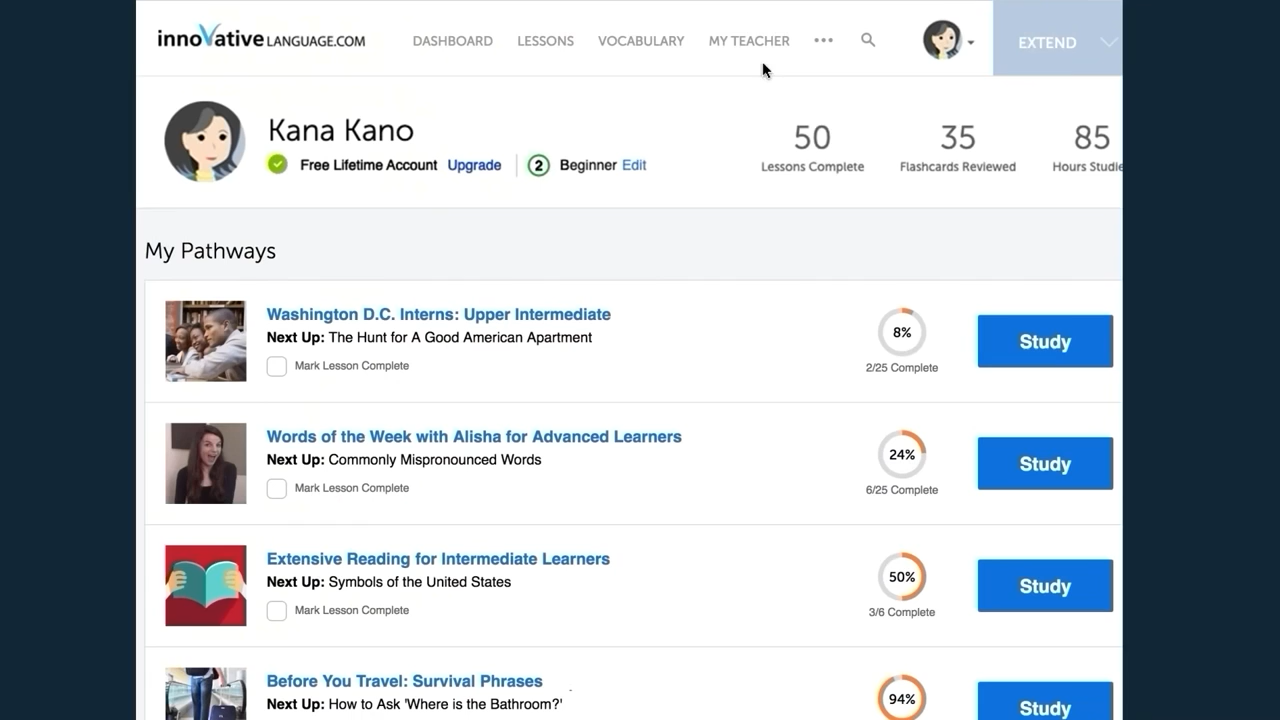 innoVative LANGUAGE.COM DASHBOARD LESSONS VOCABULARY MY TEACHER ••• EXTEND
Kana Kano
Free Lifetime Account Upgrade 2 Beginner Edit
50 35 85
Lessons Complete Flashcards Reviewed Hours Studie
My Pathways
Washington D.C. Interns: Upper Intermediate
Next Up: The Hunt for A Good American Apartment
Mark Lesson Complete
8%
2/25 Complete
Study
Words of the Week with Alisha for Advanced Learners
Next Up: Commonly Mispronounced Words
Mark Lesson Complete
24%
6/25 Complete
Study
Extensive Reading for Intermediate Learners
Next Up: Symbols of the United States
Mark Lesson Complete
50%
3/6 Complete
Study
Before You Travel: Survival Phrases
Next Up: How to Ask 'Where is the Bathroom?'
94%
Study